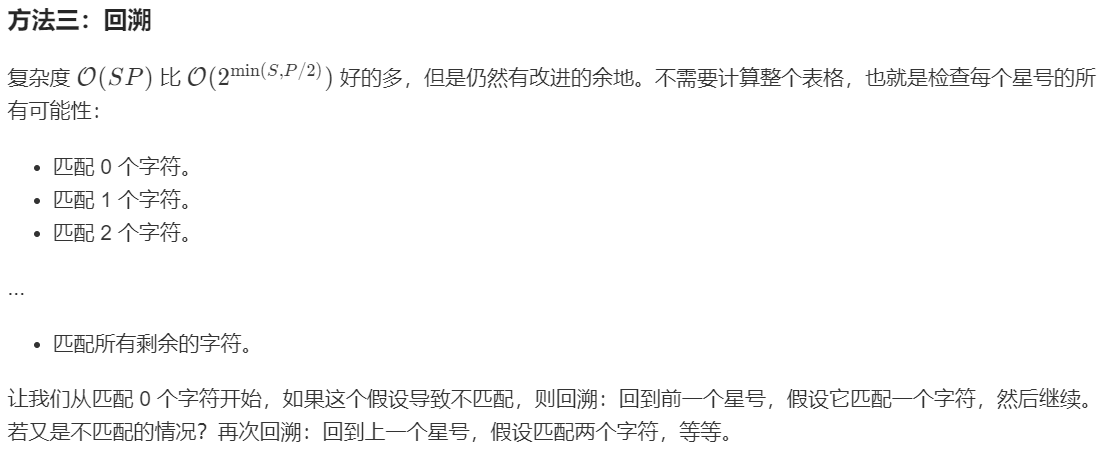 方法三：回溯
复杂度 O(SP) 比 O(2^{min(S,P/2)}) 好的多，但是仍然有改进的余地。不需要计算整个表格，也就是检查每个星号的所
有可能性：
• 匹配 0 个字符。
• 匹配 1 个字符。
• 匹配 2 个字符。
...
• 匹配所有剩余的字符。
让我们从匹配 0 个字符开始，如果这个假设导致不匹配，则回溯：回到前一个星号，假设它匹配一个字符，然后继续。
若又是不匹配的情况？再次回溯：回到上一个星号，假设匹配两个字符，等等。